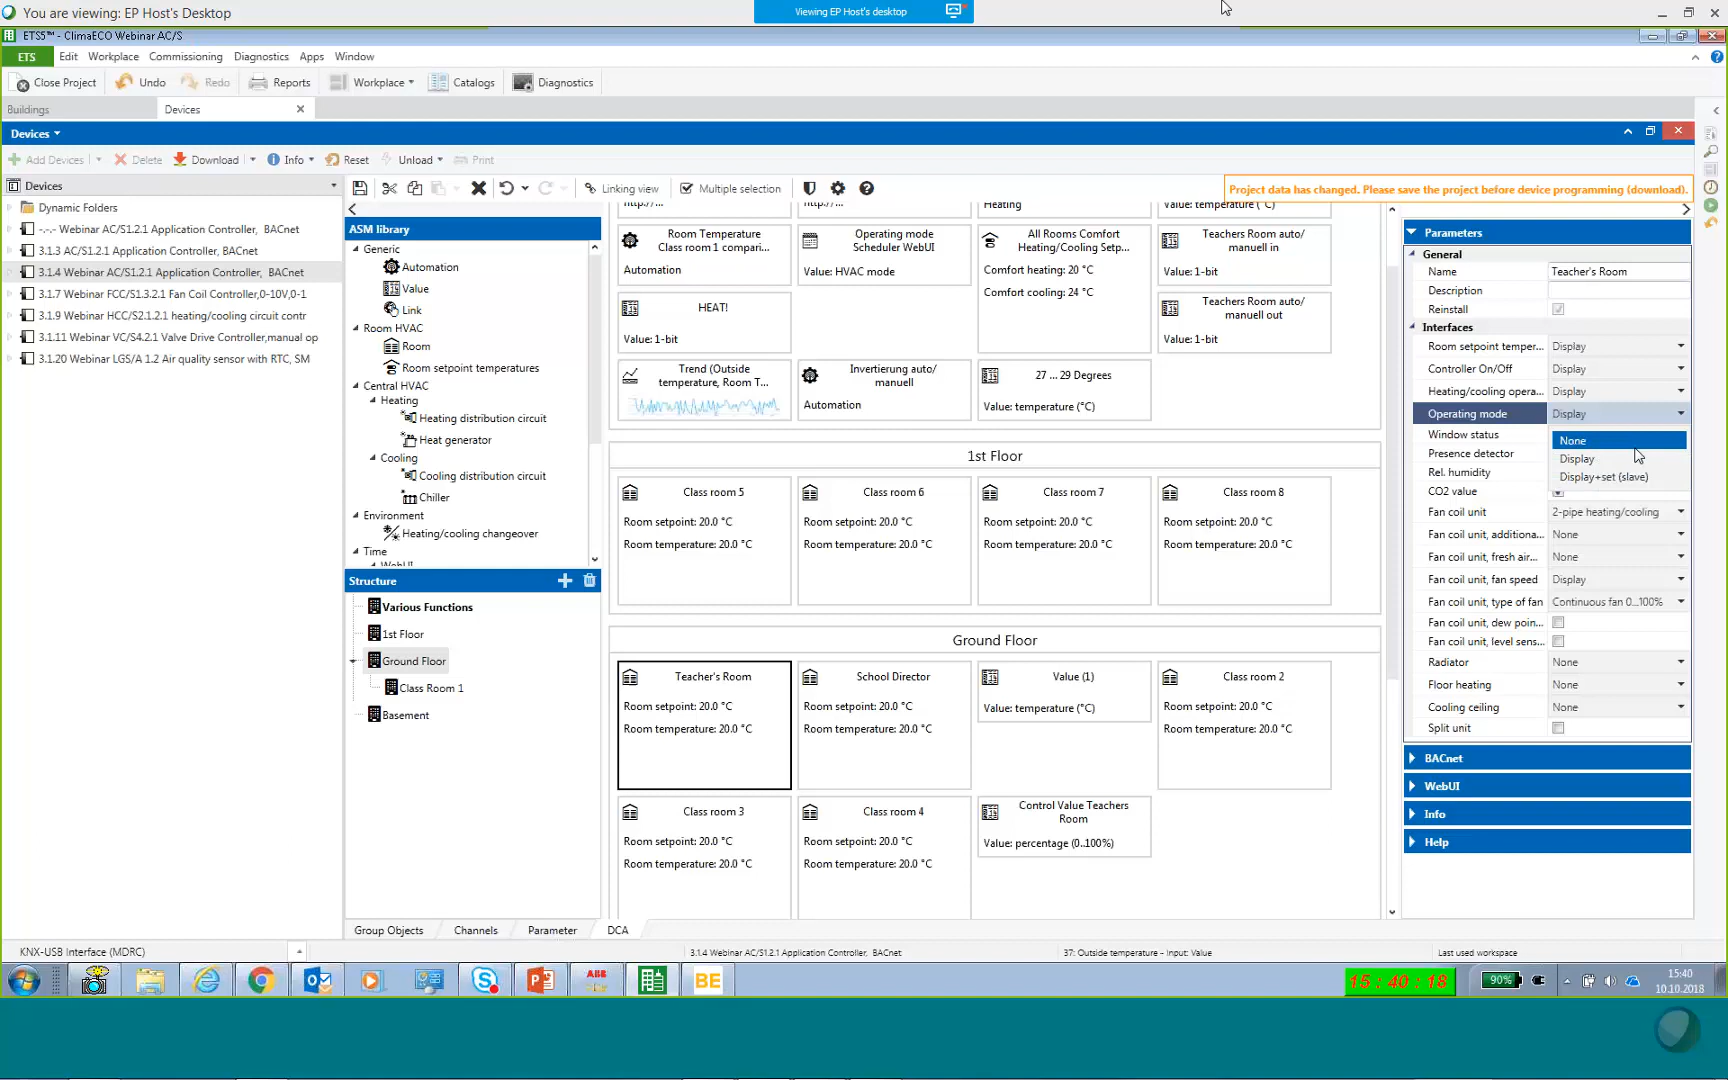 You are viewing: EP Host's Desktop
Viewing EP Host's desktop
ETS5™ - ClimaECO Webinar AC/S
ETS Edit Workplace Commissioning Diagnostics Apps Window
Close Project Undo Redo Reports Workplace Catalogs Diagnostics
Buildings Devices
Devices
Add Devices Delete Download Info Reset Unload Print
Devices
Dynamic Folders
-.-.- Webinar AC/S1.2.1 Application Controller, BACnet
3.1.3 AC/S1.2.1 Application Controller, BACnet
3.1.4 Webinar AC/S1.2.1 Application Controller, BACnet
3.1.7 Webinar FCC/S1.3.2.1 Fan Coil Controller,0-10V,0-1
3.1.9 Webinar HCC/S2.1.2.1 heating/cooling circuit contr
3.1.11 Webinar VC/S4.2.1 Valve Drive Controller,manual op
3.1.20 Webinar LGS/A 1.2 Air quality sensor with RTC, SM
Linking view Multiple selection
Project data has changed. Please save the project before device programming (download).
ASM library
Generic
Automation
Value
Link
Room HVAC
Room
Room setpoint temperatures
Central HVAC
Heating
Heating distribution circuit
Heat generator
Cooling
Cooling distribution circuit
Chiller
Environment
Heating/cooling changeover
Time
WebUI
Structure
Various Functions
1st Floor
Ground Floor
Class Room 1
Basement
http://...
http://...
Heating
Value: temperature (°C)
Room Temperature
Class room 1 compari...
Automation
Operating mode
Scheduler WebUI
Value: HVAC mode
All Rooms Comfort
Heating/Cooling Setp...
Comfort heating: 20 °C
Comfort cooling: 24 °C
Teachers Room auto/
manuell in
Value: 1-bit
HEAT!
Value: 1-bit
Teachers Room auto/
manuell out
Value: 1-bit
Trend (Outside
temperature, Room T...
Invertierung auto/
manuell
Automation
27 ... 29 Degrees
Value: temperature (°C)
1st Floor
Class room 5
Room setpoint: 20.0 °C
Room temperature: 20.0 °C
Class room 6
Room setpoint: 20.0 °C
Room temperature: 20.0 °C
Class room 7
Room setpoint: 20.0 °C
Room temperature: 20.0 °C
Class room 8
Room setpoint: 20.0 °C
Room temperature: 20.0 °C
Ground Floor
Teacher's Room
Room setpoint: 20.0 °C
Room temperature: 20.0 °C
School Director
Room setpoint: 20.0 °C
Room temperature: 20.0 °C
Value (1)
Value: temperature (°C)
Class room 2
Room setpoint: 20.0 °C
Room temperature: 20.0 °C
Class room 3
Room setpoint: 20.0 °C
Room temperature: 20.0 °C
Class room 4
Room setpoint: 20.0 °C
Room temperature: 20.0 °C
Control Value Teachers
Room
Value: percentage (0..100%)
Parameters
General
Name Teacher's Room
Description
Reinstall
Interfaces
Room setpoint temper... Display
Controller On/Off Display
Heating/cooling opera... Display
Operating mode Display
Window status
None
Presence detector
Display
Rel. humidity
Display+set (slave)
CO2 value
Fan coil unit 2-pipe heating/cooling
Fan coil unit, additiona... None
Fan coil unit, fresh air... None
Fan coil unit, fan speed Display
Fan coil unit, type of fan Continuous fan 0...100%
Fan coil unit, dew poin...
Fan coil unit, level sens...
Radiator None
Floor heating None
Cooling ceiling None
Split unit
BACnet
WebUI
Info
Help
Group Objects Channels Parameter DCA
KNX-USB Interface (MDRC)
3.1.4 Webinar AC/S1.2.1 Application Controller, BACnet
37: Outside temperature – Input: Value
Last used workspace
ABB
BE
15:40:18
90%
15:40
10.10.2018